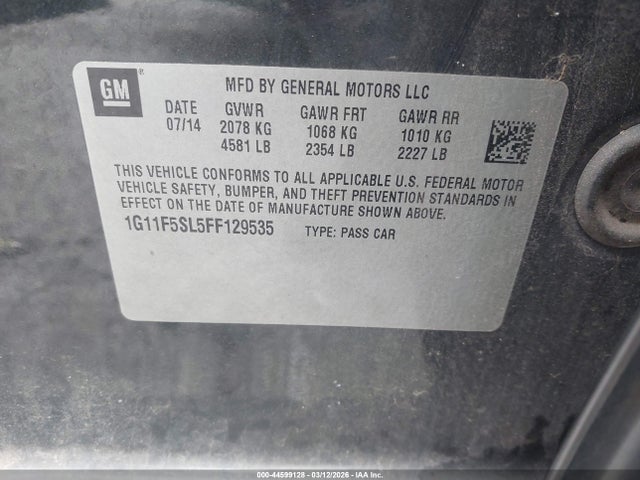 GM ®
MFD BY GENERAL MOTORS LLC
DATE GVWR GAWR FRT GAWR RR
07/14 2078 KG 1068 KG 1010 KG
4581 LB 2354 LB 2227 LB
THIS VEHICLE CONFORMS TO ALL APPLICABLE U.S. FEDERAL MOTOR
VEHICLE SAFETY, BUMPER, AND THEFT PREVENTION STANDARDS IN
EFFECT ON THE DATE OF MANUFACTURE SHOWN ABOVE.
1G11F5SL5FF129535 TYPE: PASS CAR
000-44599128 - 03/12/2026 - IAA Inc.